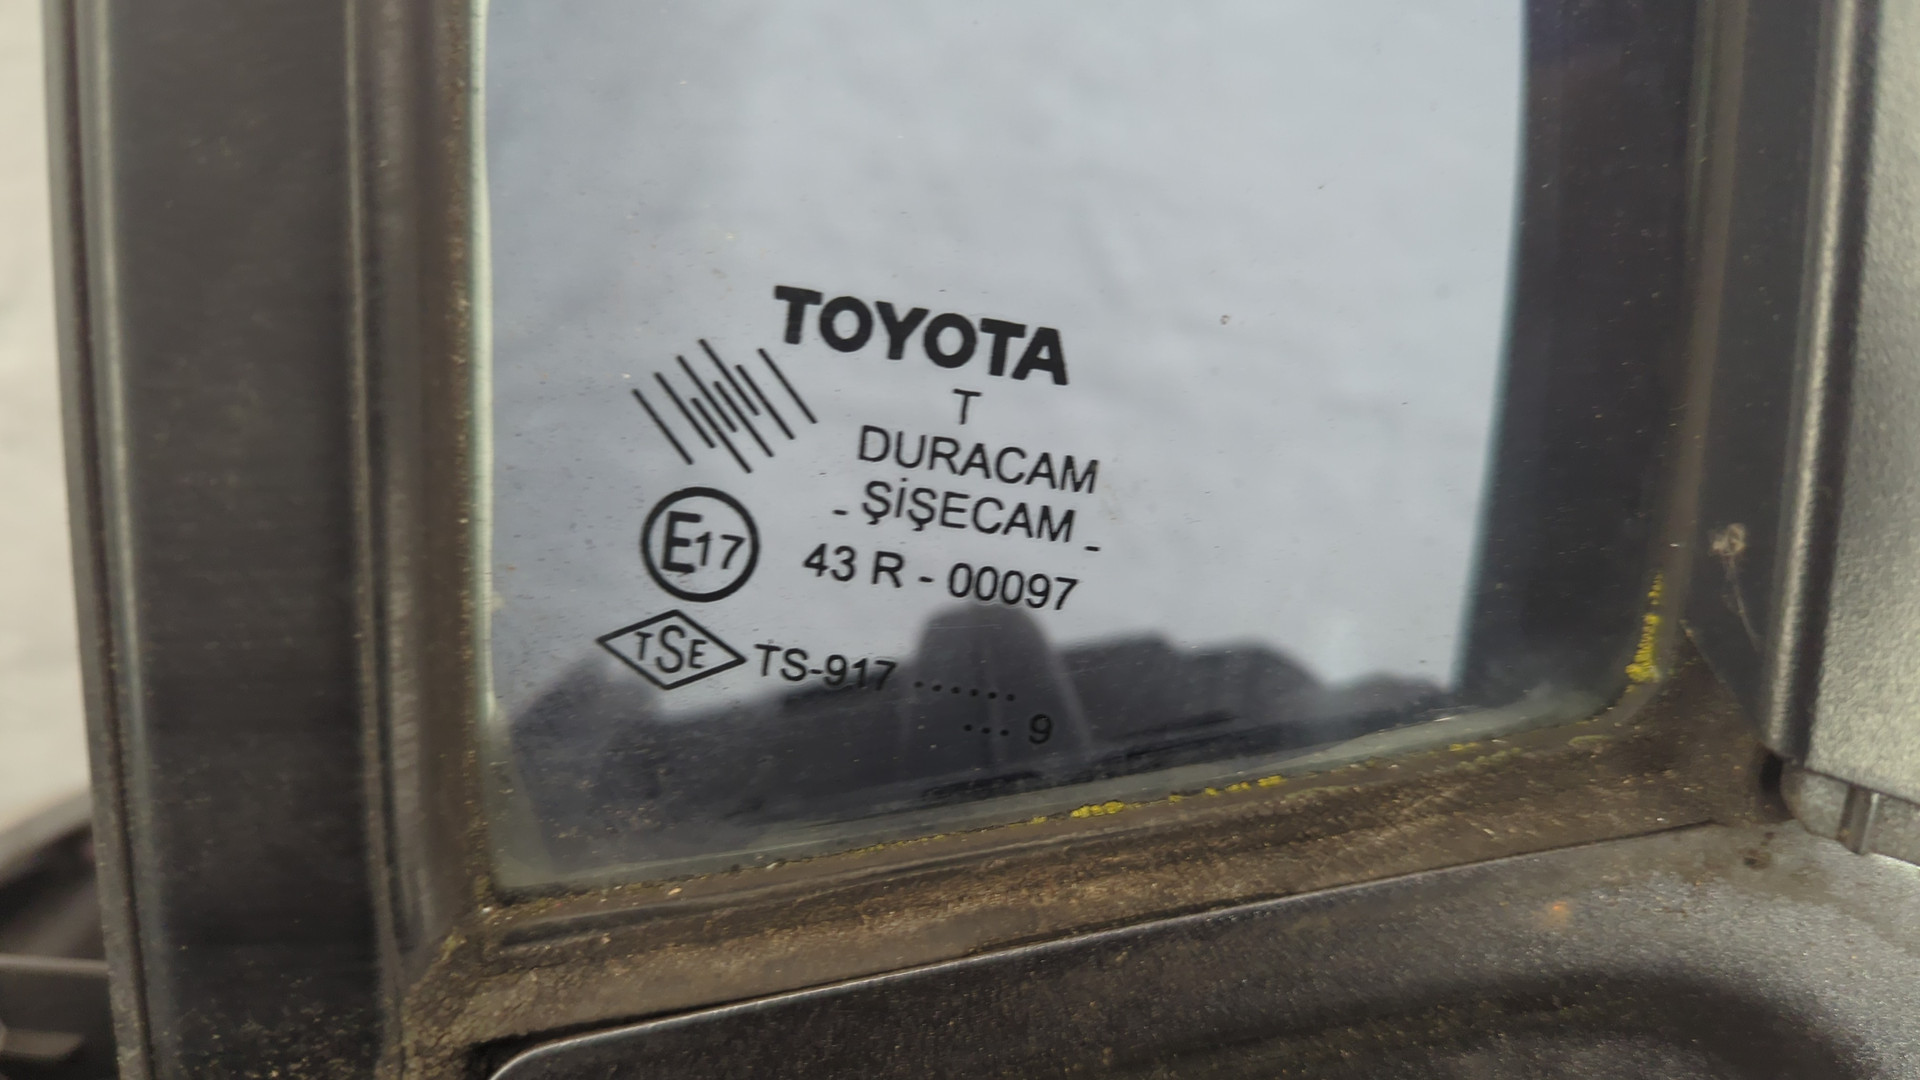 TOYOTA
T
DURACAM
- ŞİŞECAM -
E17 43 R - 00097
TSE TS-917 ......
... 9